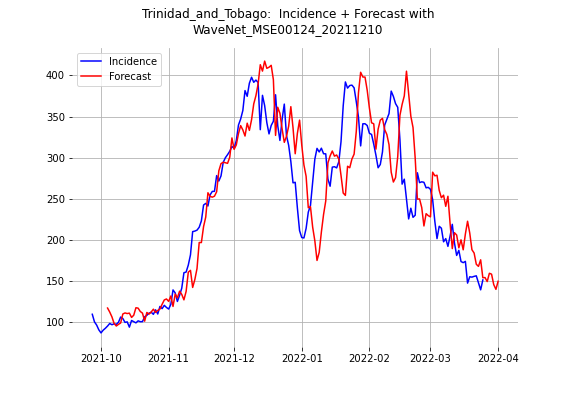 Trinidad_and_Tobago:  Incidence + Forecast with
WaveNet_MSE00124_20211210
Incidence
Forecast
400
350
300
250
200
150
100
2021-10 2021-11 2021-12 2022-01 2022-02 2022-03 2022-04